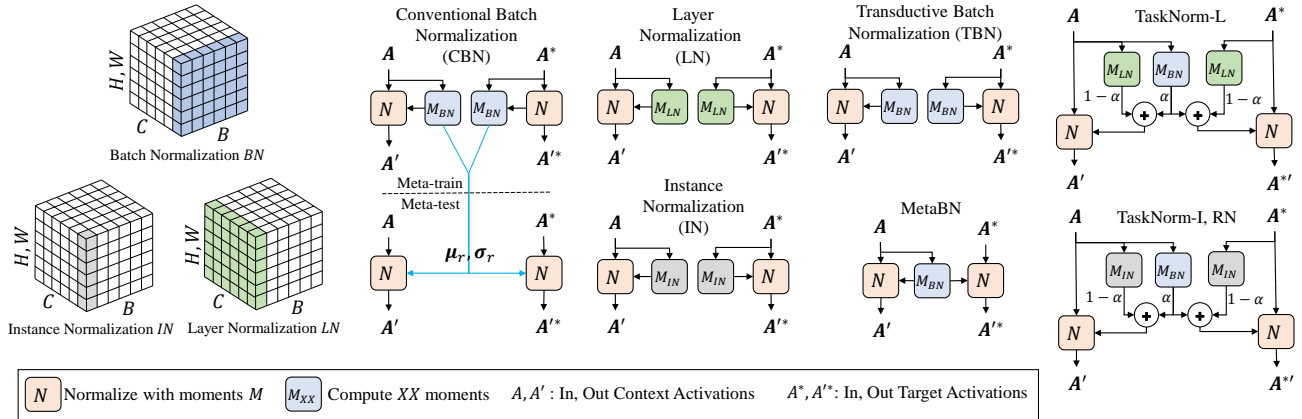 H, W
C
B
Batch Normalization BN
H, W
C
B
Instance Normalization IN
H, W
C
B
Layer Normalization LN
Conventional Batch
Normalization
(CBN)
A
A*
N
M_BN
M_BN
N
A′
A′*
Meta-train
Meta-test
A
A*
μ_r, σ_r
N
N
A′
A′*
Layer
Normalization
(LN)
A
A*
N
M_LN
M_LN
N
A′
A′*
Instance
Normalization
(IN)
A
A*
N
M_IN
M_IN
N
A′
A′*
Transductive Batch
Normalization (TBN)
A
A*
N
M_BN
M_BN
N
A′
A′*
MetaBN
A
A*
N
M_BN
N
A′
A′*
A
TaskNorm-L
A*
M_LN
M_BN
M_LN
1 − α
α
1 − α
N
+
+
N
A′
A*′
TaskNorm-I, RN
A
A*
M_IN
M_BN
M_IN
1 − α
α
1 − α
N
+
+
N
A′
A*′
N Normalize with moments M
M_XX Compute XX moments
A, A′ : In, Out Context Activations
A*, A′*: In, Out Target Activations